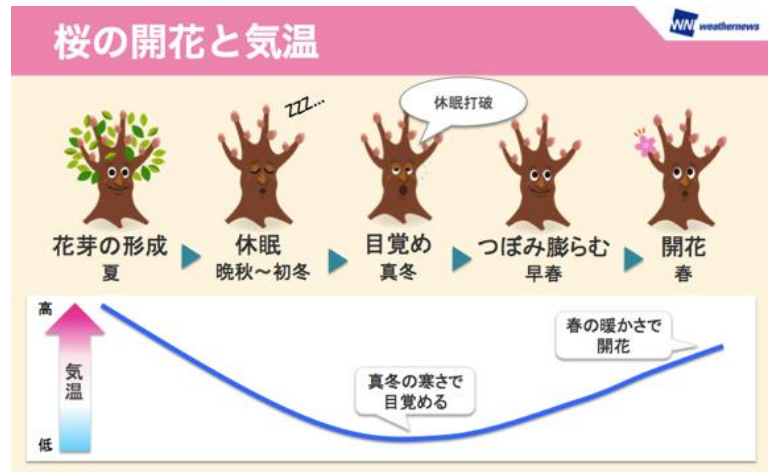 桜の開花と気温
WNI weathernews
ZZZ...
休眠打破
花芽の形成
夏
休眠
晩秋～初冬
目覚め
真冬
つぼみ膨らむ
早春
開花
春
高
気温
低
真冬の寒さで
目覚める
春の暖かさで
開花